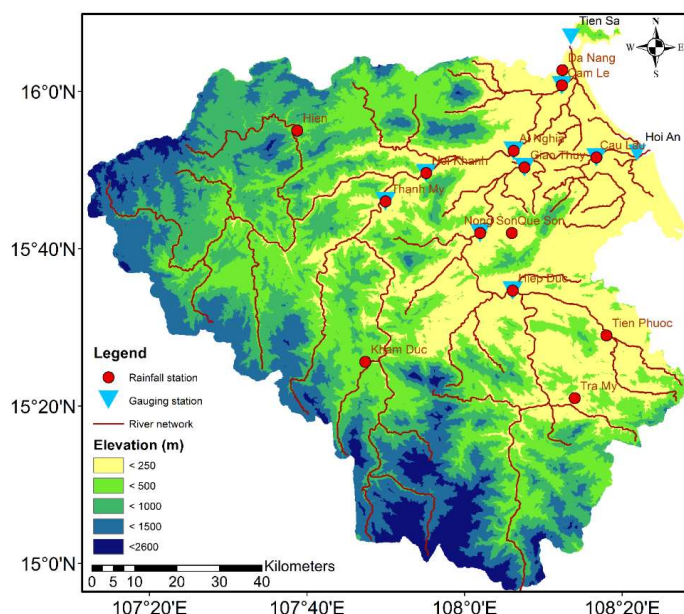 Tien Sa
N
W E
S
Da Nang
Cam Le
16°0'N
Hien
Ai Nghia
Giao Thuy
Cau Lau
Hoi An
Noi Khanh
Thanh My
15°40'N
Nong Son
Que Son
Hiep Duc
Tien Phuoc
Kham Duc
Tra My
15°20'N
Legend
Rainfall station
Gauging station
River network
Elevation (m)
< 250
< 500
< 1000
< 1500
<2600
15°0'N
Kilometers
0 5 10 20 30 40
107°20'E
107°40'E
108°0'E
108°20'E